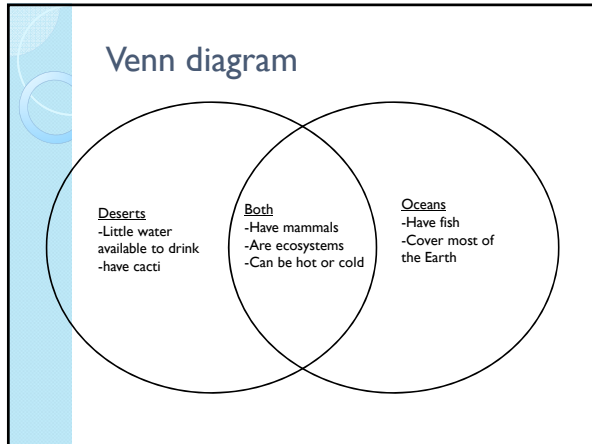 Venn diagram
Deserts
-Little water
available to drink
-have cacti
Both
-Have mammals
-Are ecosystems
-Can be hot or cold
Oceans
-Have fish
-Cover most of
the Earth